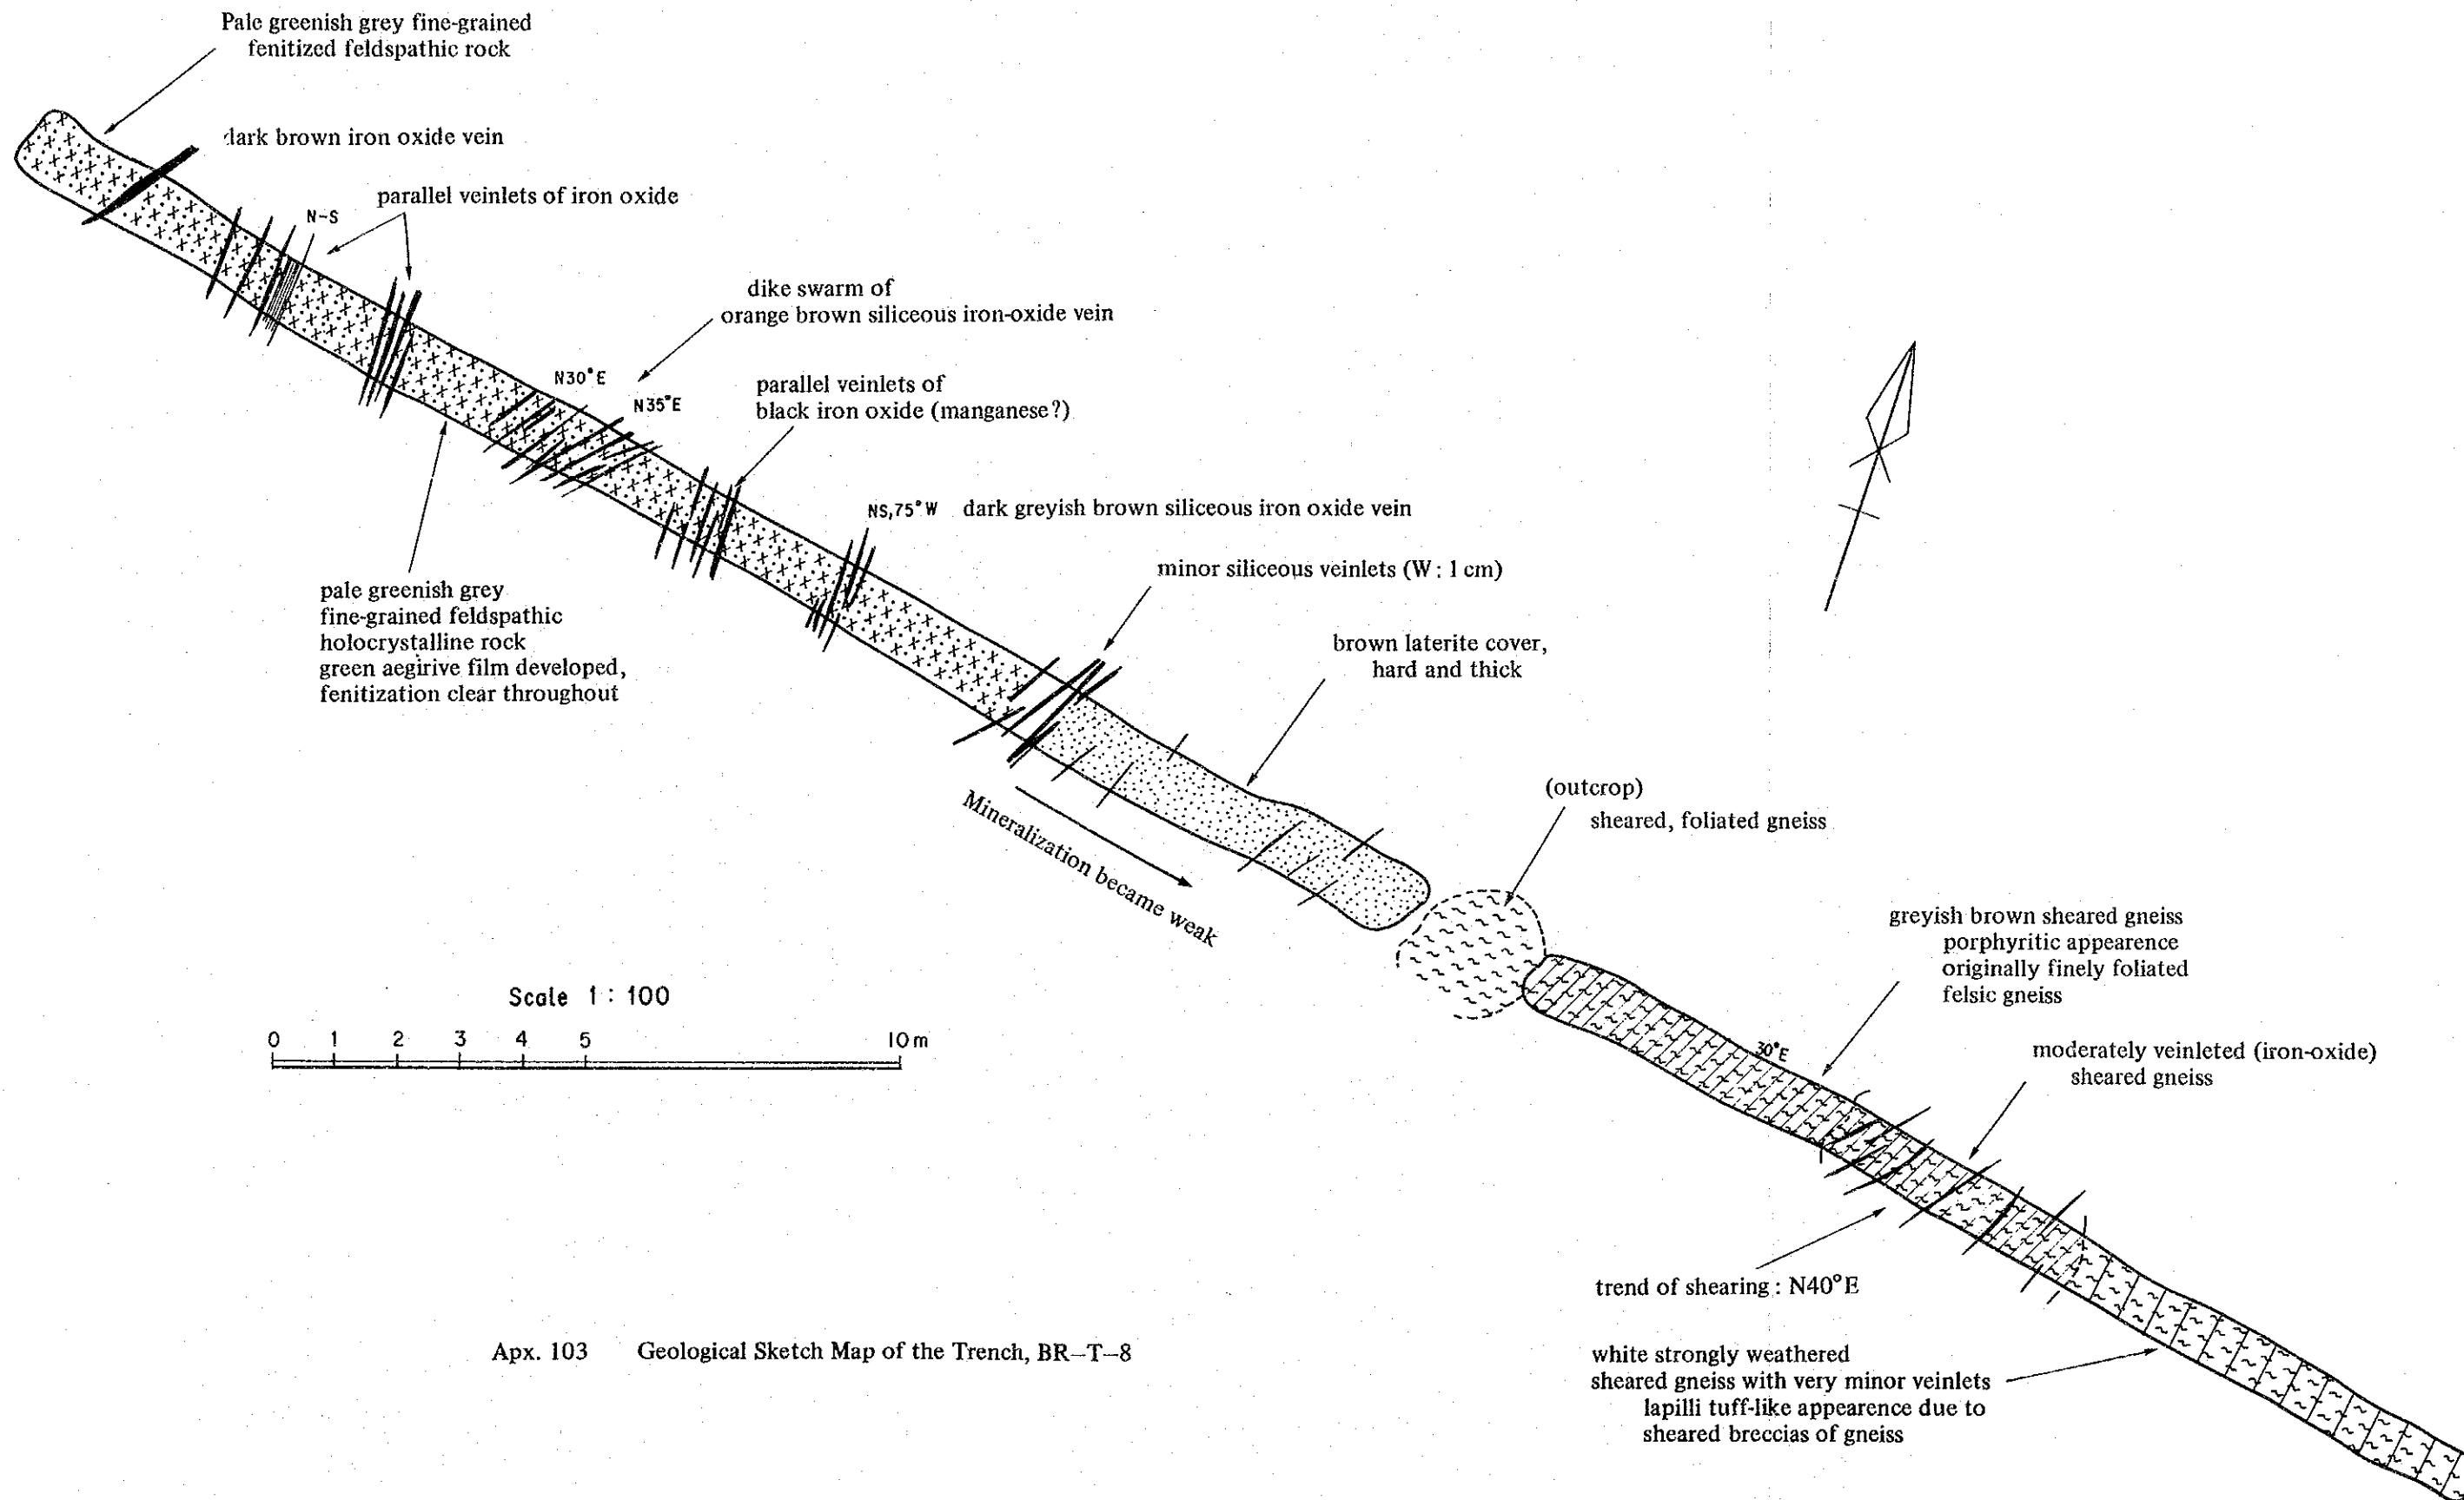 Pale greenish grey fine-grained
fenitized feldspathic rock
dark brown iron oxide vein
parallel veinlets of iron oxide
N-S
dike swarm of
orange brown siliceous iron-oxide vein
N30°E
N35°E
parallel veinlets of
black iron oxide (manganese?)
NS,75°W
dark greyish brown siliceous iron oxide vein
minor siliceous veinlets (W: 1 cm)
pale greenish grey
fine-grained feldspathic
holocrystalline rock
green aegirive film developed,
fenitization clear throughout
brown laterite cover,
hard and thick
Mineralization became weak
(outcrop)
sheared, foliated gneiss
greyish brown sheared gneiss
porphyritic appearence
originally finely foliated
felsic gneiss
30°E
moderately veinleted (iron-oxide)
sheared gneiss
Scale 1 : 100
0 1 2 3 4 5 10 m
trend of shearing: N40°E
white strongly weathered
sheared gneiss with very minor veinlets
lapilli tuff-like appearence due to
sheared breccias of gneiss
Apx. 103 Geological Sketch Map of the Trench, BR-T-8